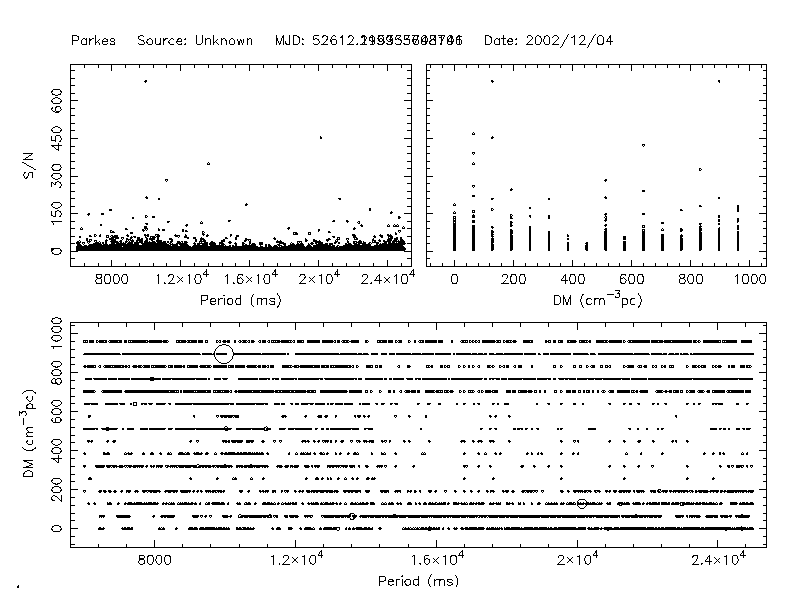 Parkes Source: Unknown MJD: Date: 2002/12/04
S/N
0 150 300 450 600
8000 1.2×10⁴ 1.6×10⁴ 2×10⁴ 2.4×10⁴
Period (ms)
0 200 400 600 800 1000
DM (cm⁻³pc)
DM (cm⁻³pc)
0 200 400 600 800 1000
8000 1.2×10⁴ 1.6×10⁴ 2×10⁴ 2.4×10⁴
Period (ms)